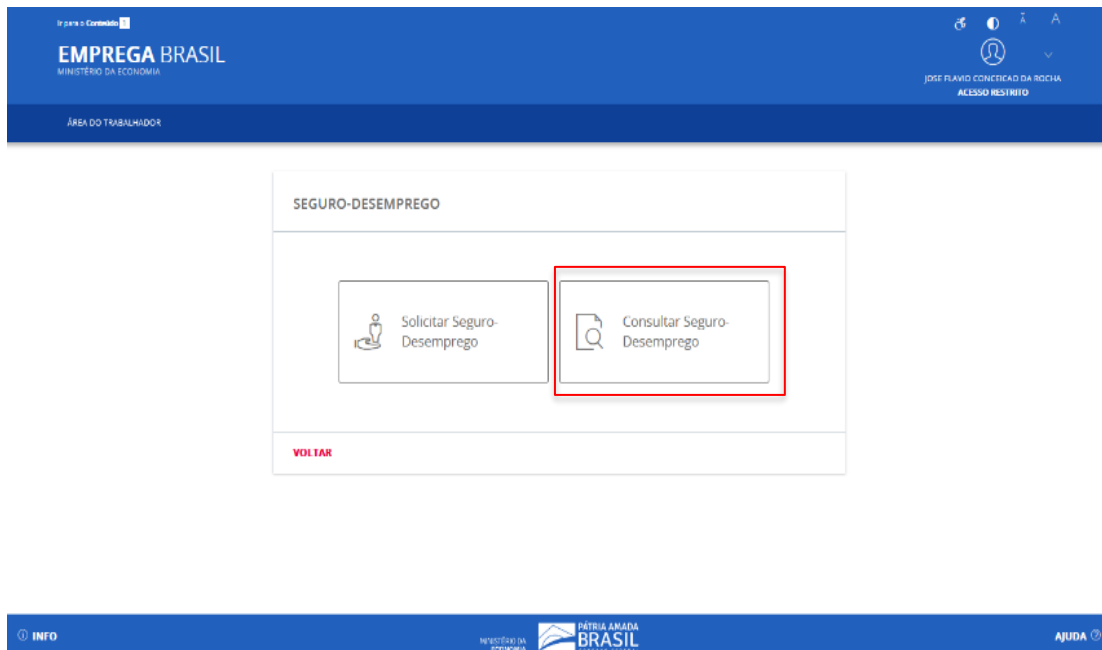 Ir para o Conteúdo 1
A
A
EMPREGA BRASIL
MINISTÉRIO DA ECONOMIA
JOSE FLAVIO CONCEICAO DA ROCHA
ACESSO RESTRITO
ÁREA DO TRABALHADOR
SEGURO-DESEMPREGO
Solicitar Seguro-
Desemprego
Consultar Seguro-
Desemprego
VOLTAR
INFO
MINISTÉRIO DA
ECONOMIA
PÁTRIA AMADA
BRASIL
AJUDA